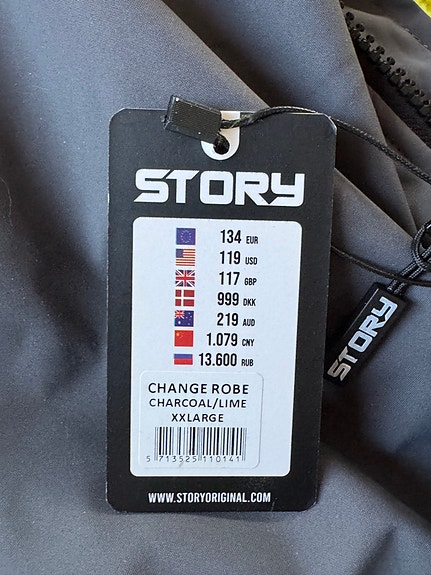 STORY
134 EUR
119 USD
117 GBP
999 DKK
219 AUD
1.079 CNY
13.600 RUB
CHANGE ROBE
CHARCOAL/LIME
XXLARGE
5 713525 110141
WWW.STORYORIGINAL.COM
STORY